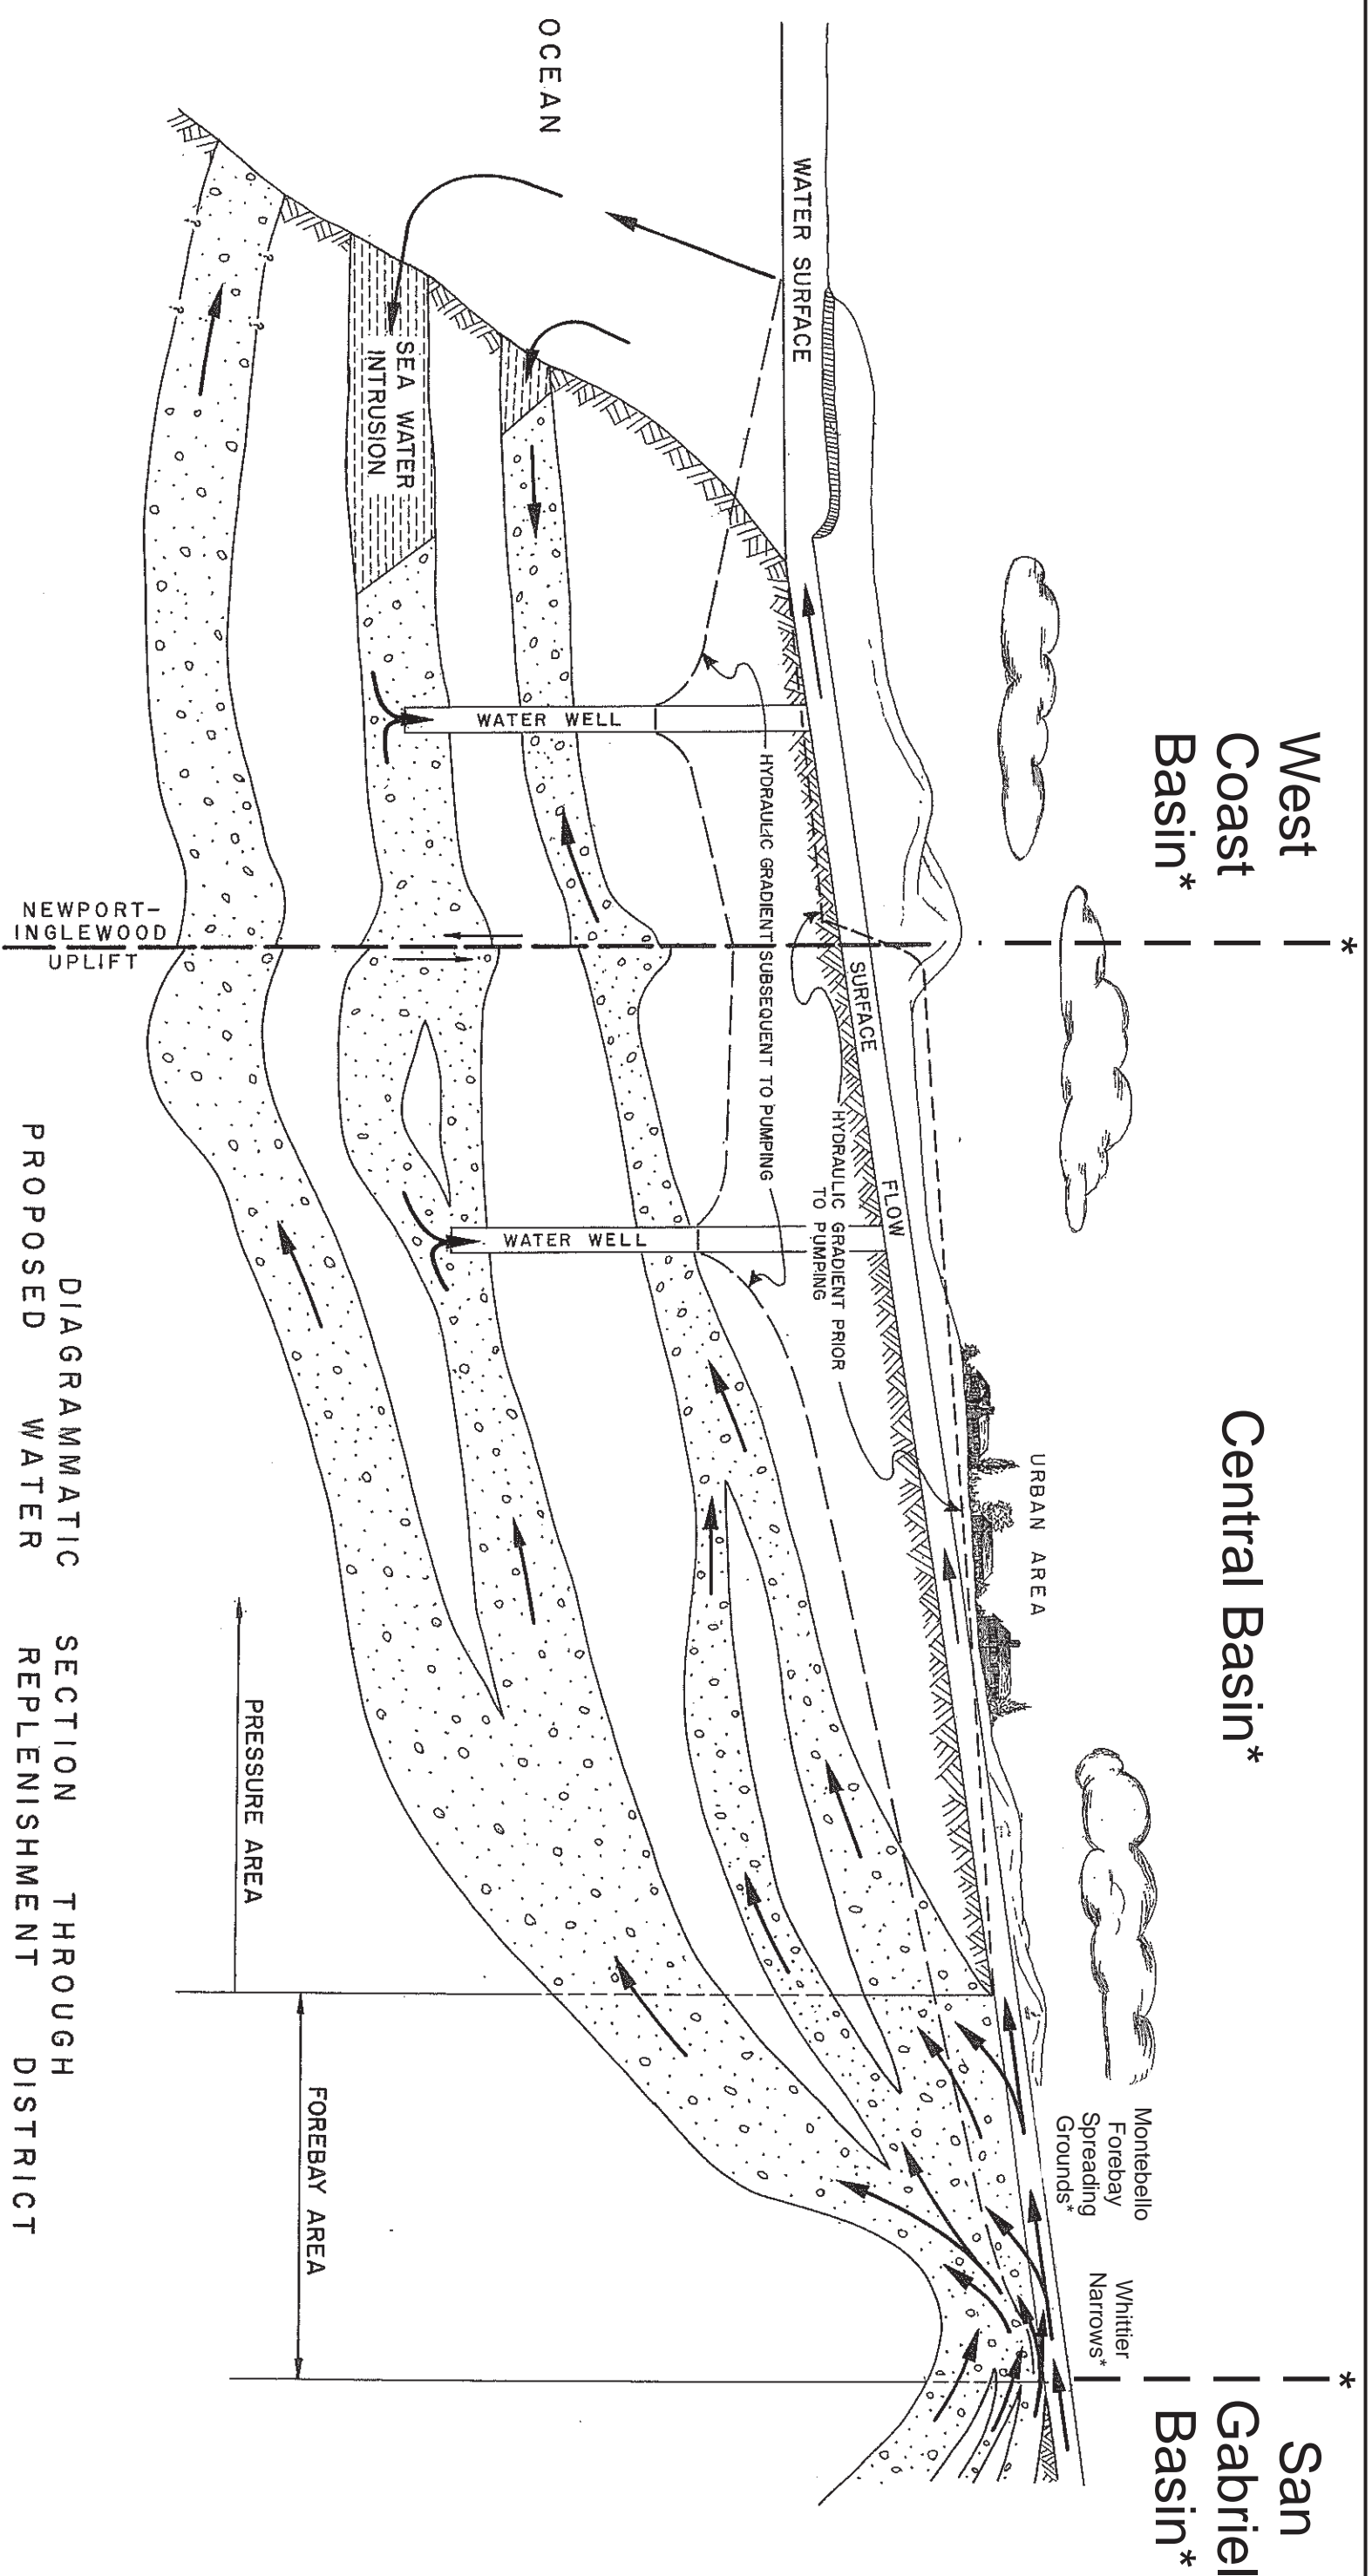 *
*
West
Coast
Basin*
Central Basin*
San
Gabriel
Basin*
Montebello
Forebay
Spreading
Grounds*
Whittier
Narrows*
URBAN AREA
OCEAN
WATER SURFACE
SURFACE FLOW
HYDRAULIC GRADIENT PRIOR
TO PUMPING
HYDRAULIC GRADIENT SUBSEQUENT TO PUMPING
WATER WELL
WATER WELL
SEA WATER
INTRUSION
?
?
?
?
NEWPORT-
INGLEWOOD
UPLIFT
PRESSURE AREA
FOREBAY AREA
DIAGRAMMATIC SECTION THROUGH
PROPOSED WATER REPLENISHMENT DISTRICT